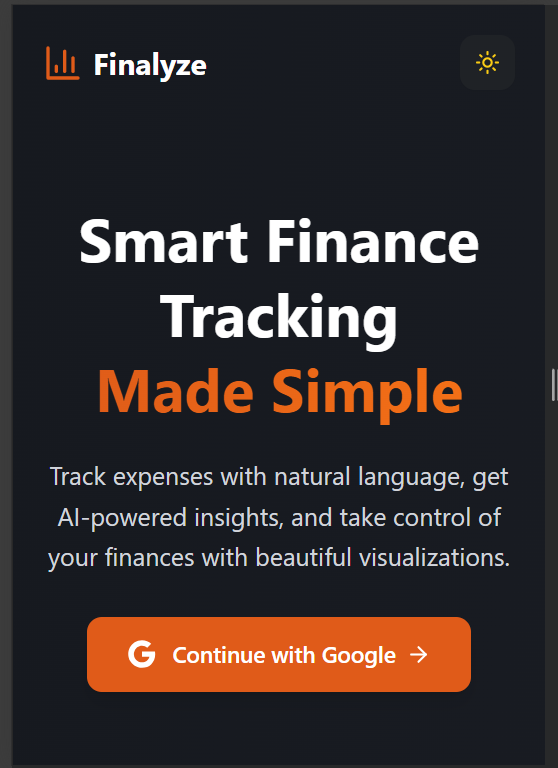 Finalyze
Smart Finance
Tracking
Made Simple
Track expenses with natural language, get
AI-powered insights, and take control of
your finances with beautiful visualizations.
Continue with Google →